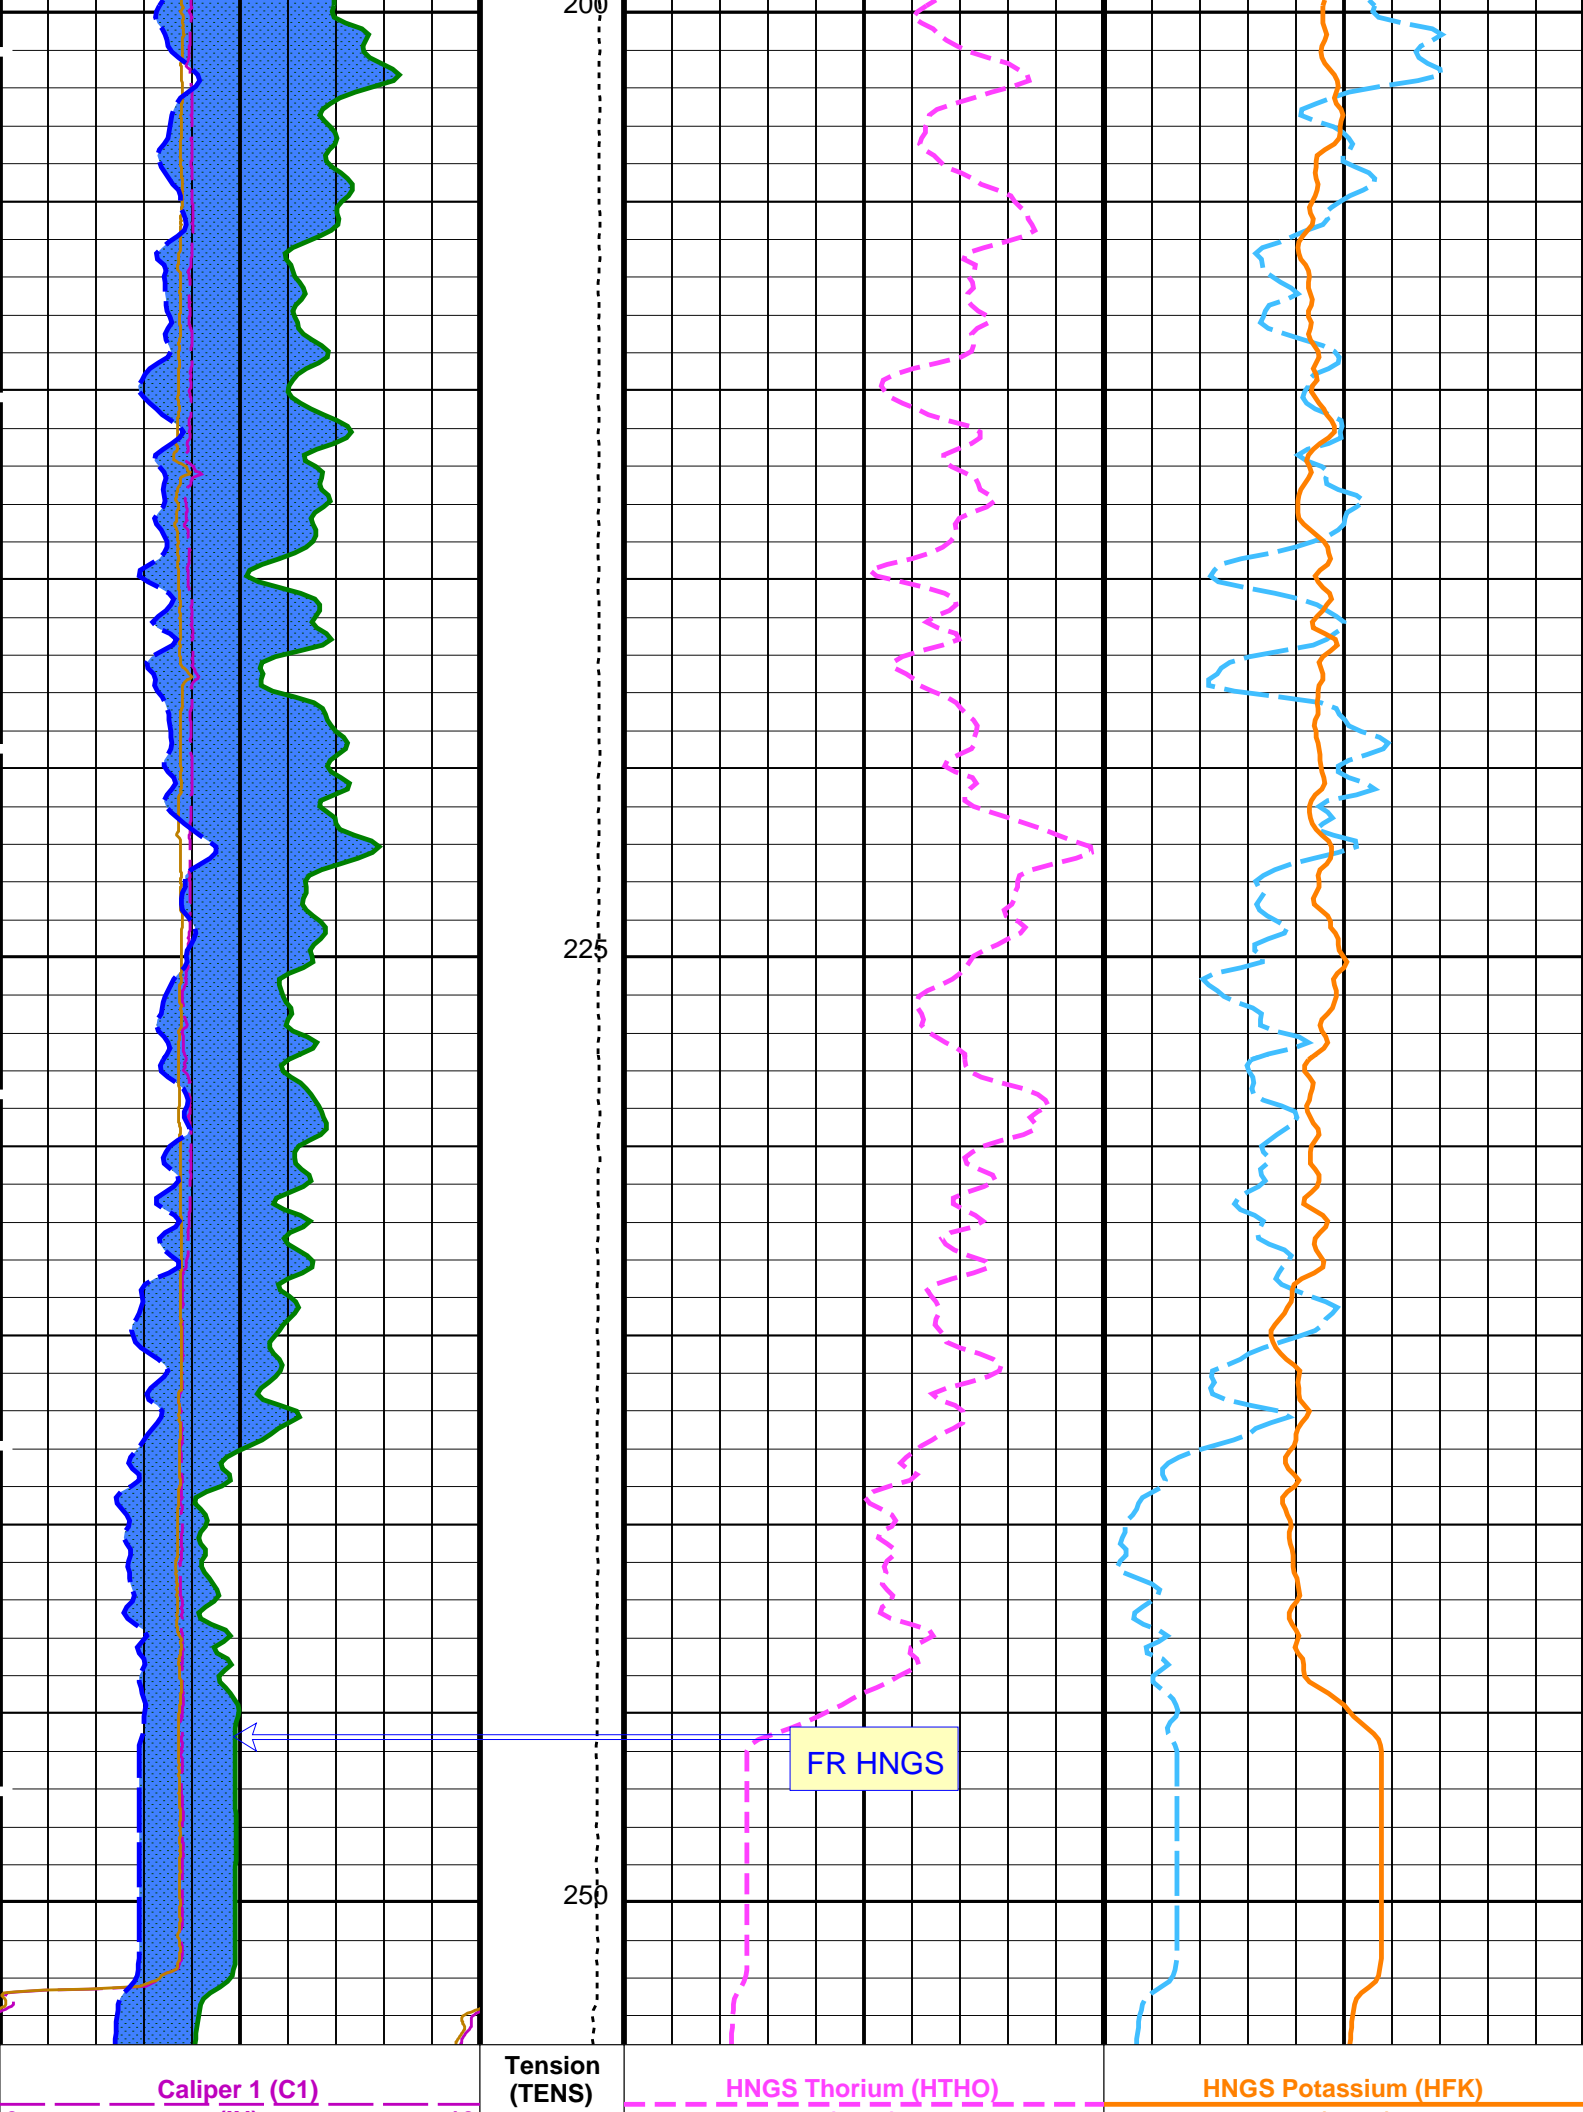 200
225
FR HNGS
250
Caliper 1 (C1)
Tension
(TENS)
HNGS Thorium (HTHO)
HNGS Potassium (HFK)